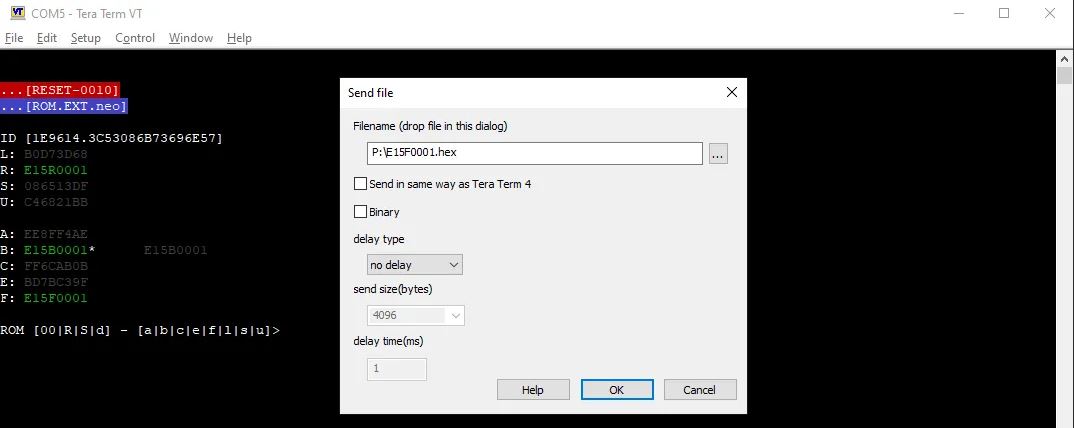 COM5 - Tera Term VT
File Edit Setup Control Window Help
...[RESET-0010]
...[ROM.EXT.neo]
ID [1E9614.3C53086B73696E57]
L: B0D73D68
R: E15R0001
S: 086513DF
U: C46821BB
A: EE8FF4AE
B: E15B0001* E15B0001
C: FF6CAB0B
E: BD7BC39F
F: E15F0001
ROM [00|R|S|d] - [a|b|c|e|f|l|s|u]>
Send file
Filename (drop file in this dialog)
P:\E15F0001.hex
...
Send in same way as Tera Term 4
Binary
delay type
no delay
send size(bytes)
4096
delay time(ms)
1
Help OK Cancel